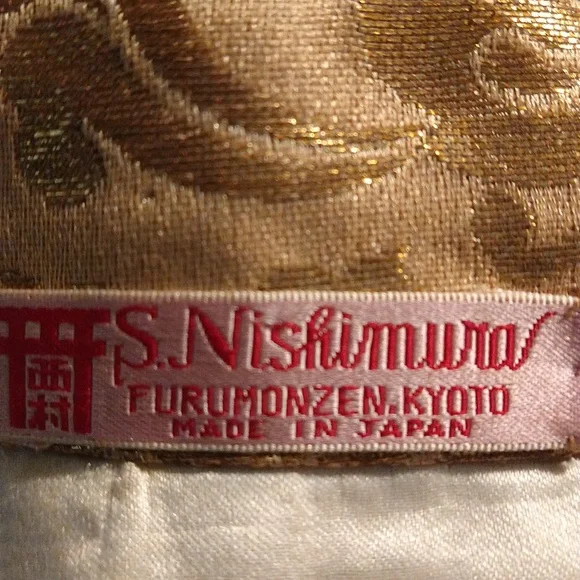 西村
S. Nishimura
FURUMONZEN.KYOTO
MADE IN JAPAN